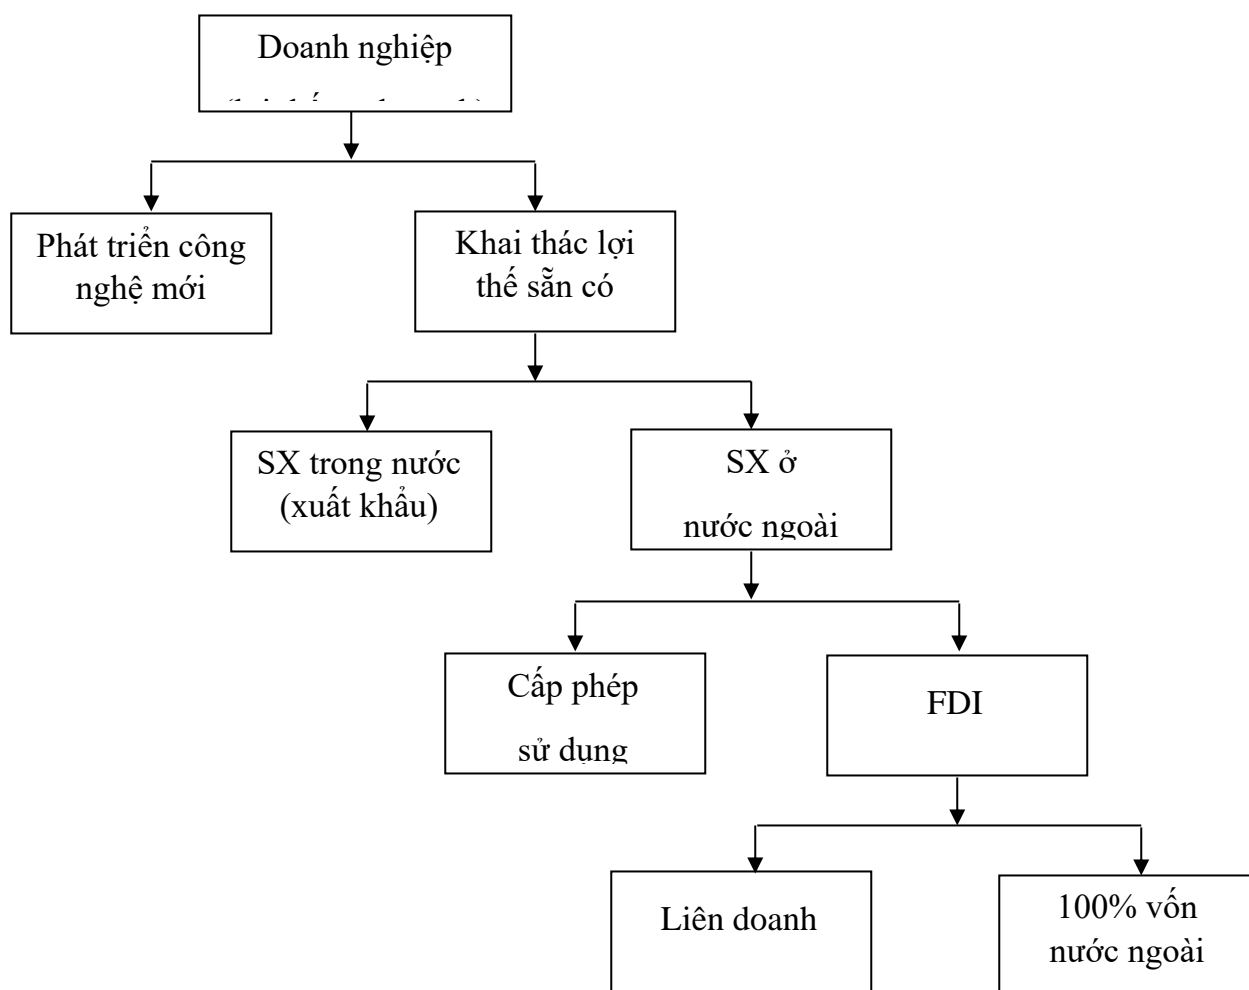 Doanh nghiệp
Phát triển công
nghệ mới
Khai thác lợi
thế sẵn có
SX trong nước
(xuất khẩu)
SX ở
nước ngoài
Cấp phép
sử dụng
FDI
Liên doanh
100% vốn
nước ngoài